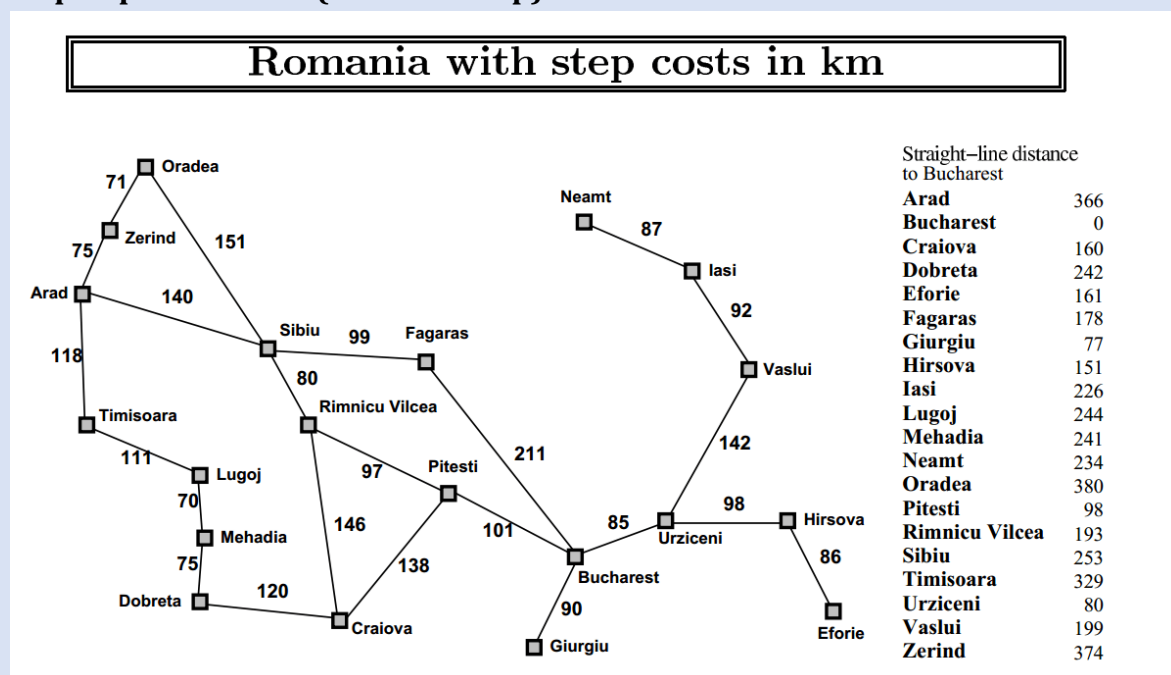 Romania with step costs in km
Oradea
71
Neamt
Zerind
87
151
75
Iasi
Arad
140
92
Sibiu
99
Fagaras
118
80
Vaslui
Rimnicu Vilcea
Timisoara
111
142
211
Lugoj
97
Pitesti
70
98
Hirsova
146
101
85
Mehadia
Urziceni
86
75
138
Bucharest
120
Dobreta
90
Craiova
Eforie
Giurgiu
Straight–line distance
to Bucharest
Arad 366
Bucharest 0
Craiova 160
Dobreta 242
Eforie 161
Fagaras 178
Giurgiu 77
Hirsova 151
Iasi 226
Lugoj 244
Mehadia 241
Neamt 234
Oradea 380
Pitesti 98
Rimnicu Vilcea 193
Sibiu 253
Timisoara 329
Urziceni 80
Vaslui 199
Zerind 374